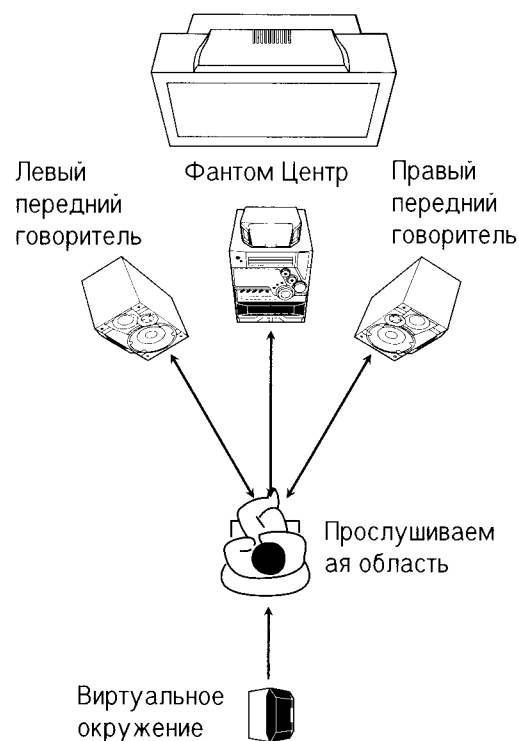 Левый
передний
говоритель
Фантом Центр
Правый
передний
говоритель
Прослушиваем
ая область
Виртуальное
окружение